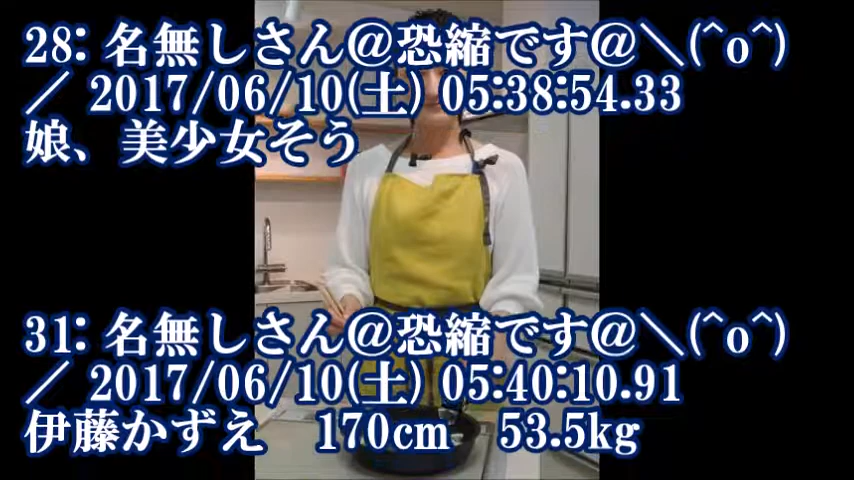 28: 名無しさん＠恐縮です＠＼(^o^)
／ 2017/06/10(土) 05:38:54.33
娘、美少女そう
31: 名無しさん＠恐縮です＠＼(^o^)
／ 2017/06/10(土) 05:40:10.91
伊藤かずえ　170cm　53.5kg